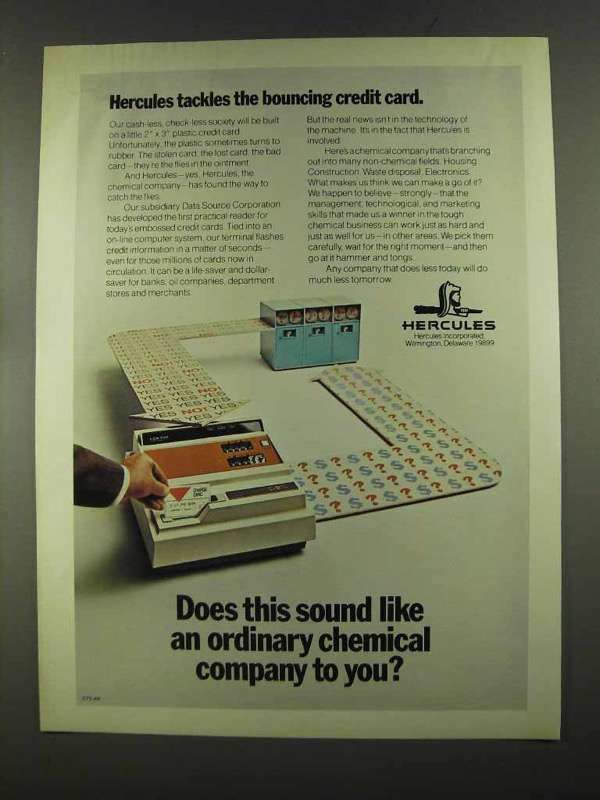 Hercules tackles the bouncing credit card.
Our cash-less, check-less society will be built
on a little 2" x 3" plastic credit card.
Unfortunately, the plastic sometimes turns to
rubber. The stolen card, the lost card, the bad
card—they're the flies in the ointment.
And Hercules—yes, Hercules, the
chemical company—has found the way to
catch the flies.
Our subsidiary Data Source Corporation
has developed the first practical reader for
today's embossed credit cards. Tied into an
on-line computer system, our terminal flashes
credit information in a matter of seconds—
even for those millions of cards now in
circulation. It can be a life-saver and dollar-
saver for banks, oil companies, department
stores and merchants.
But the real news isn't in the technology of
the machine. It's in the fact that Hercules is
involved.
Here's a chemical company that's branching
out into many non-chemical fields. Housing.
Construction. Waste disposal. Electronics.
What makes us think we can make a go of it?
We happen to believe—strongly—that the
management, technological, and marketing
skills that made us a winner in the tough
chemical business can work just as hard and
just as well for us—in other areas. We pick them
carefully, wait for the right moment—and then
go at it hammer and tongs.
Any company that does less today will do
much less tomorrow.
HERCULES
Hercules Incorporated,
Wilmington, Delaware 19899
YES NOT YES
CHARGE CARD
Does this sound like
an ordinary chemical
company to you?